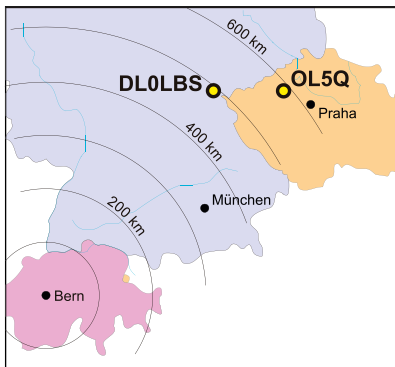 600 km
DL0LBS
OL5Q
Praha
400 km
München
200 km
Bern